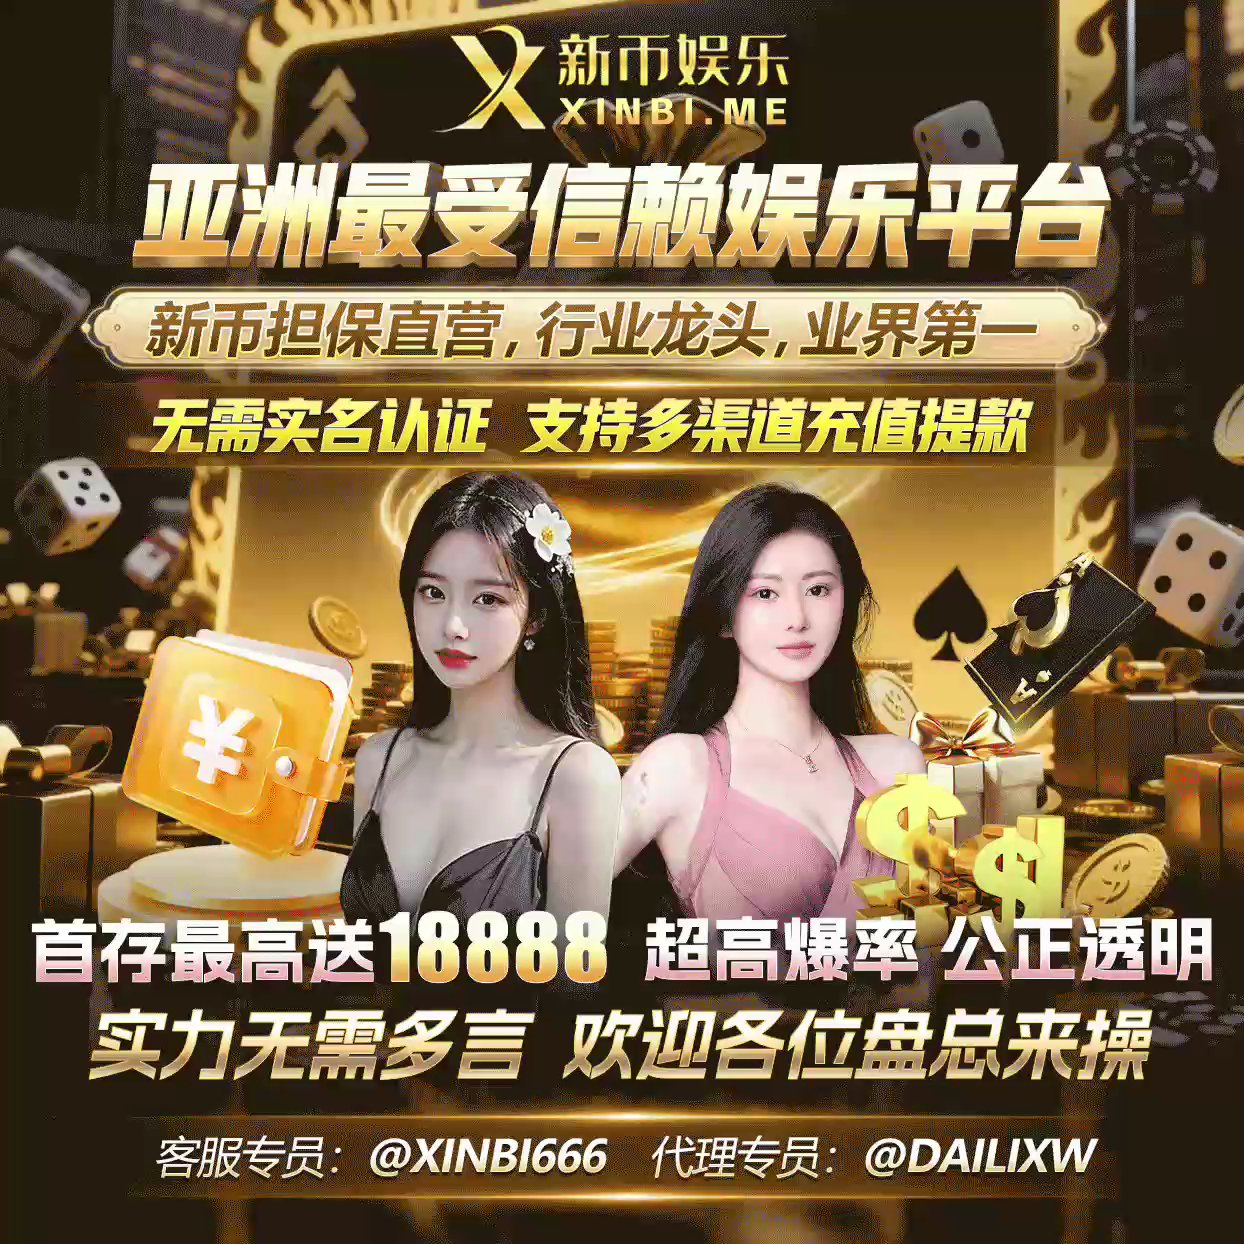 新币娱乐
XINBI.ME
亚洲最受信赖娱乐平台
新币担保直营,行业龙头,业界第一
无需实名认证 支持多渠道充值提款
首存最高送18888 超高爆率 公正透明
实力无需多言 欢迎各位盘总来操
客服专员：@XINBI666 代理专员：@DAILIXW